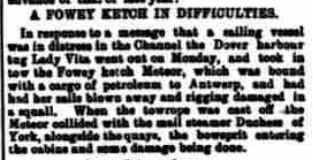 A FOWEY KETCH IN DIFFICULTIES.
In response to a message that a sailing vessel
was in distress in the Channel the Dover harbour
tug Lady Vita went out on Monday, and took in
tow the Fowey ketch Meteor, which was bound
with a cargo of petroleum to Antwerp, and had
had her sails blown away and rigging damaged in
a squall. When the towrope was cast off the
Meteor collided with the mail steamer Duchess of
York, alongside the quays, the bowsprit entering
the cabins and some damage being done.